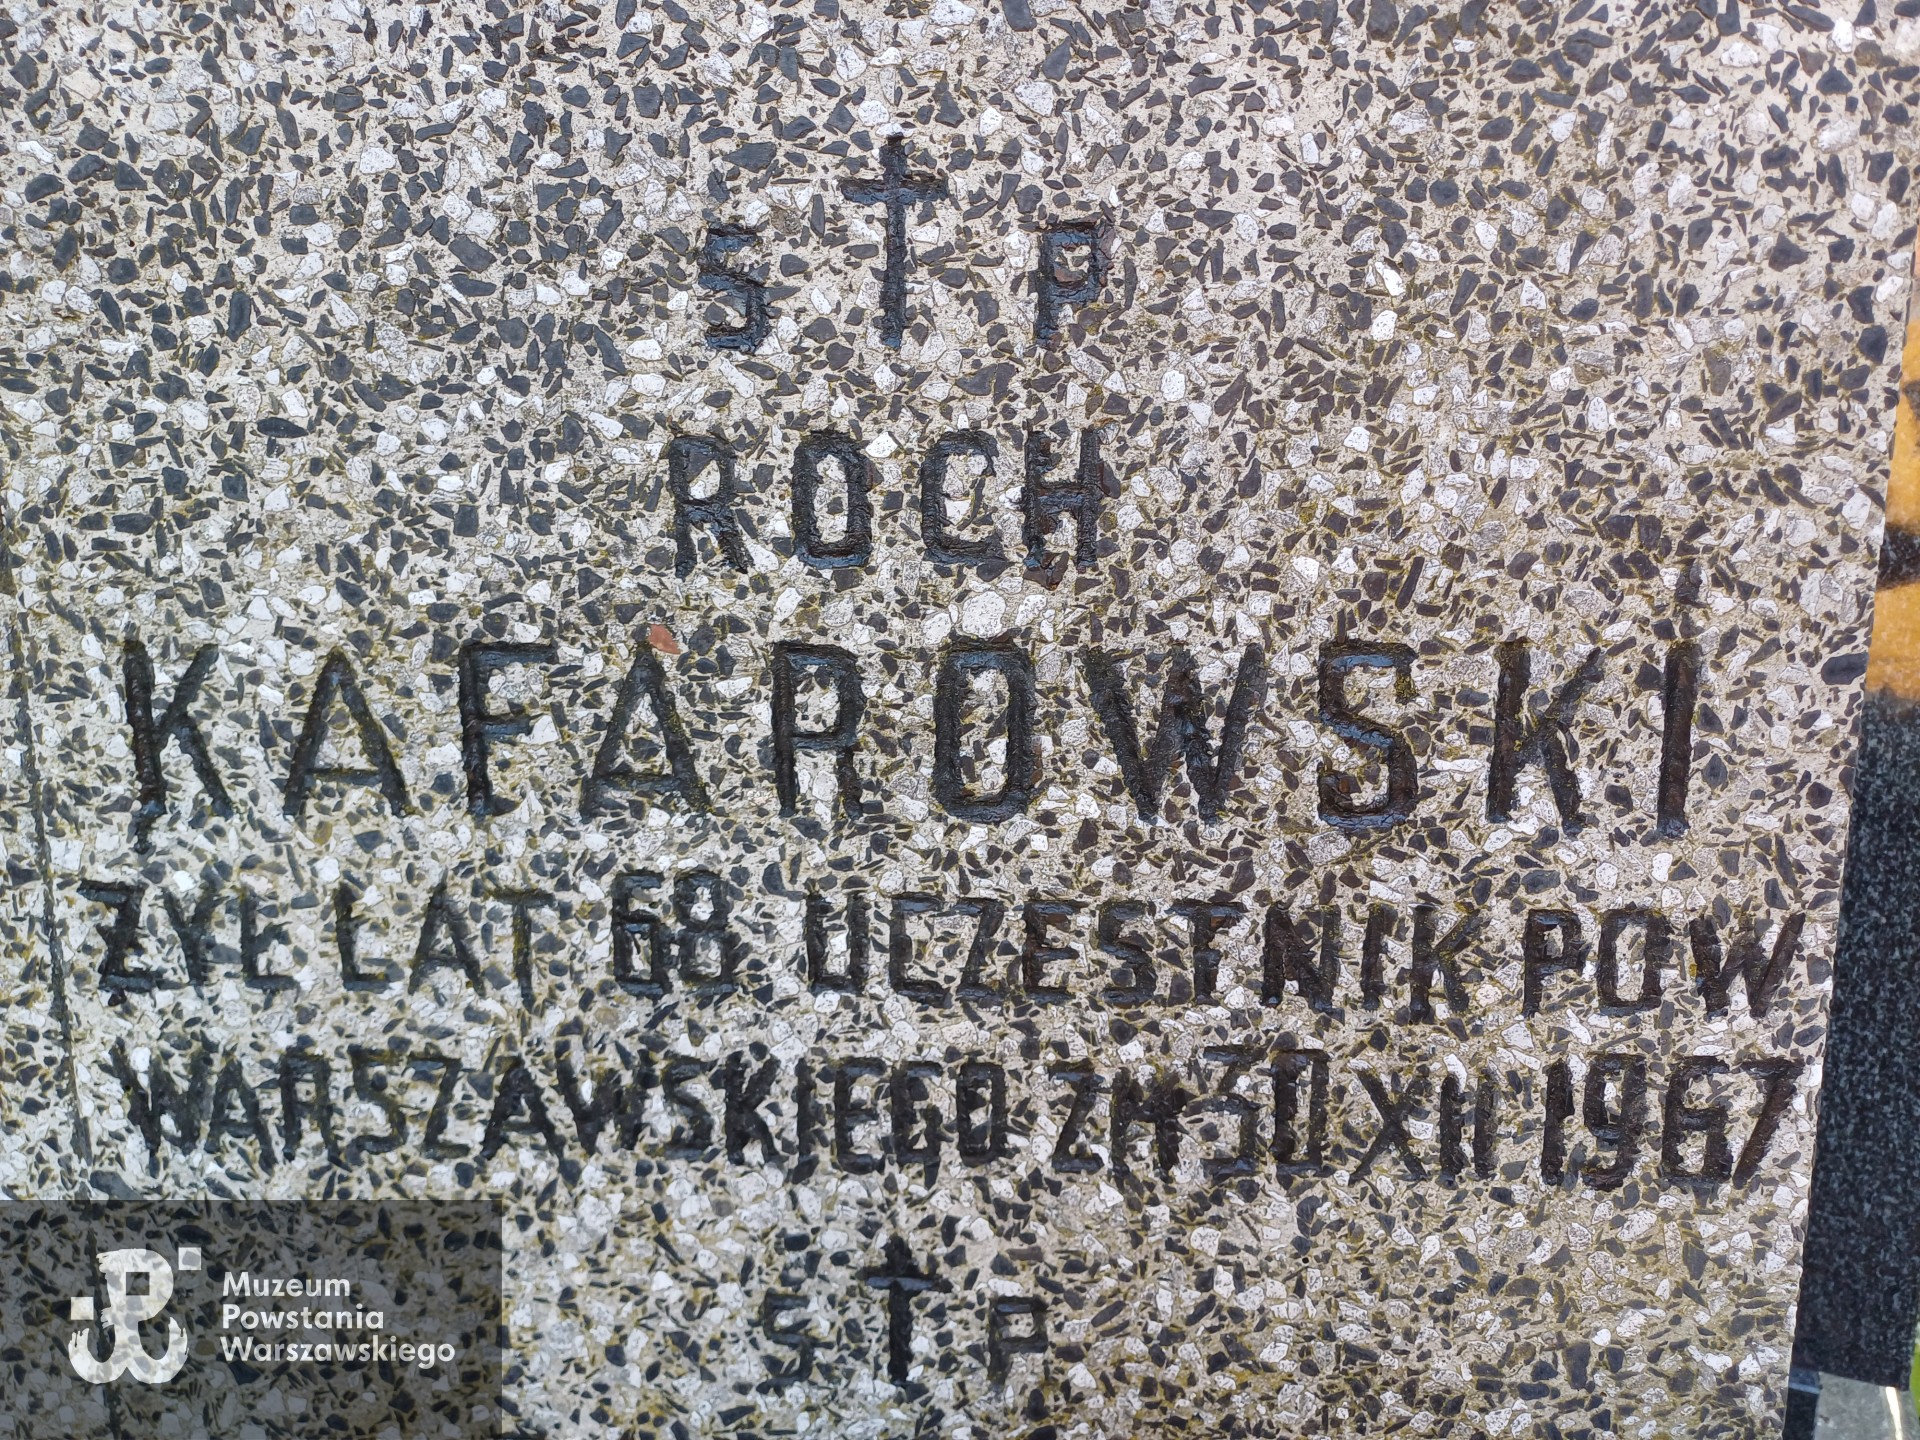 S † P
ROCH
KAFAROWSKI
ŻYŁ LAT 68 UCZESTNIK POW
WARSZAWSKIEGO ZM 30 XII 1967
S † P
Muzeum
Powstania
Warszawskiego